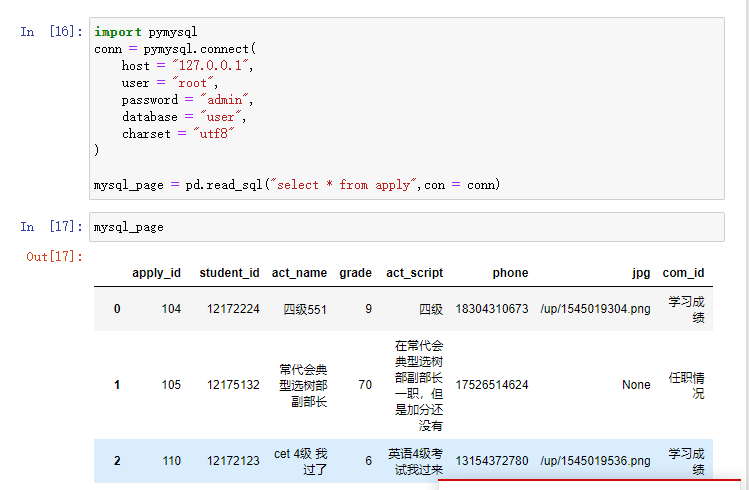 In [16]: import pymysql
conn = pymysql.connect(
    host = "127.0.0.1",
    user = "root",
    password = "admin",
    database = "user",
    charset = "utf8"
)
mysql_page = pd.read_sql("select * from apply",con = conn)
In [17]: mysql_page
Out[17]:
apply_id student_id act_name grade act_script phone jpg com_id
0 104 12172224 四级551 9 四级 18304310673 /up/1545019304.png 学习成
绩
在常代会
典型选树
1 105 12175132 常代会典
型选树部
副部长 70 部副部长
一职，但
是加分还
没有 17526514624 None 任职情
况
2 110 12172123 cet 4级 我
过了 6 英语4级考
试我过来 13154372780 /up/1545019536.png 学习成
绩